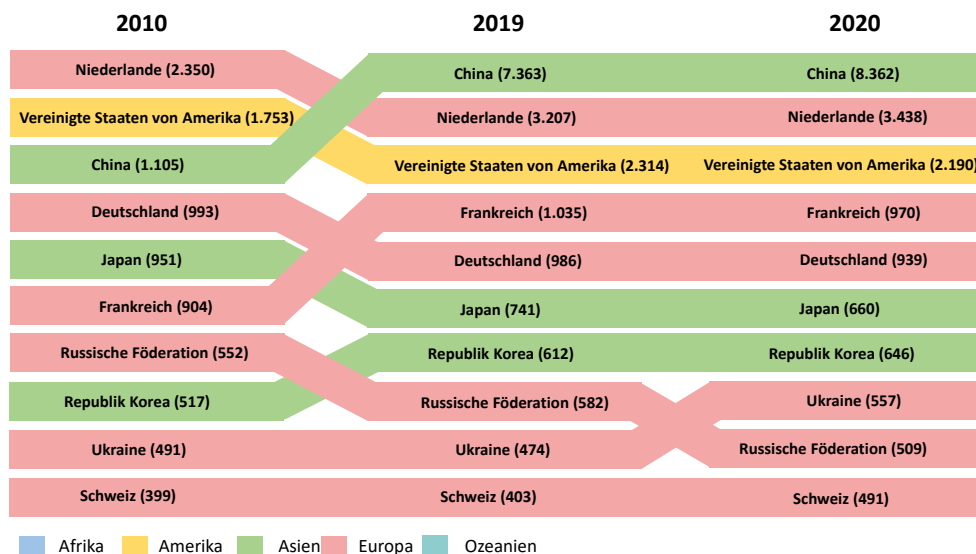 2010 2019 2020
Niederlande (2.350) China (7.363) China (8.362)
Vereinigte Staaten von Amerika (1.753) Niederlande (3.207) Niederlande (3.438)
China (1.105) Vereinigte Staaten von Amerika (2.314) Vereinigte Staaten von Amerika (2.190)
Deutschland (993) Frankreich (1.035) Frankreich (970)
Japan (951) Deutschland (986) Deutschland (939)
Frankreich (904) Japan (741) Japan (660)
Russische Föderation (552) Republik Korea (612) Republik Korea (646)
Republik Korea (517) Russische Föderation (582) Ukraine (557)
Ukraine (491) Ukraine (474) Russische Föderation (509)
Schweiz (399) Schweiz (403) Schweiz (491)
Afrika Amerika Asien Europa Ozeanien